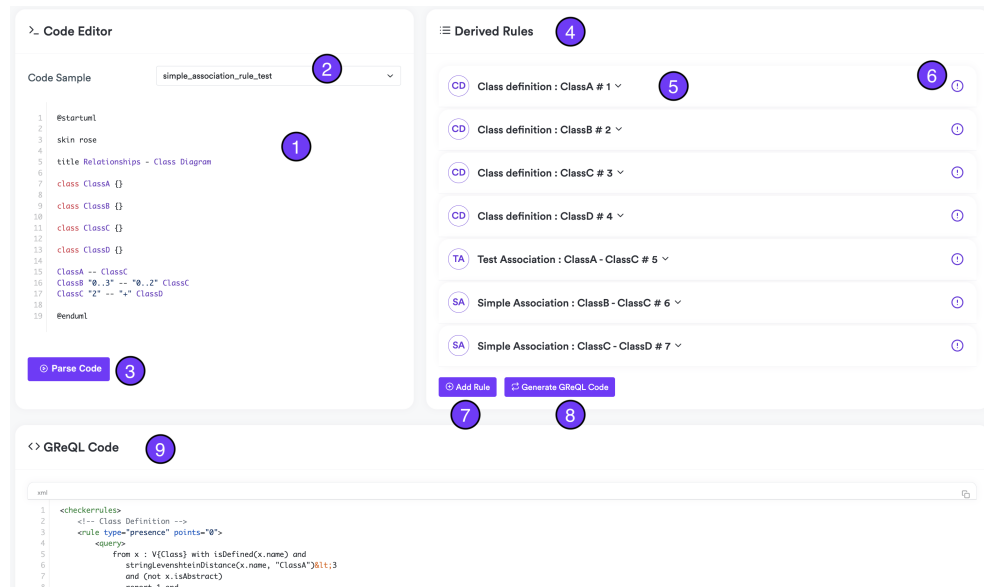 Code Editor
Code Sample
simple_association_rule_test
2
1 @startuml
2
3 skin rose
4
5 title Relationships - Class Diagram
6
7 class ClassA {}
8
9 class ClassB {}
10
11 class ClassC {}
12
13 class ClassD {}
14
15 ClassA -- ClassC
16 ClassB "0..3" -- "0..2" ClassC
17 ClassC "2" -- "+" ClassD
18
19 @enduml
1
Parse Code
3
Derived Rules
4
CD Class definition : ClassA # 1
5
6
CD Class definition : ClassB # 2
CD Class definition : ClassC # 3
CD Class definition : ClassD # 4
TA Test Association : ClassA - ClassC # 5
SA Simple Association : ClassB - ClassC # 6
SA Simple Association : ClassC - ClassD # 7
Add Rule
Generate GReQL Code
7
8
<> GReQL Code
9
xml
1 <checkerrules>
2 <!-- Class Definition -->
3 <rule type="presence" points="0">
4 <query>
5 from x : V{Class} with isDefined(x.name) and
6 stringLevenshteinDistance(x.name, "ClassA")&lt;3
7 and (not x.isAbstract)
8 report 1 end